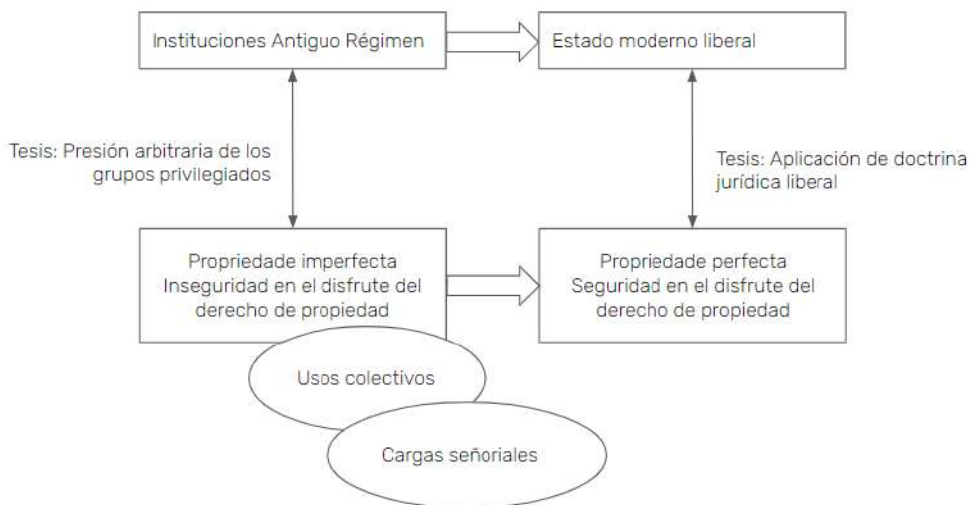 Instituciones Antiguo Régimen
Estado moderno liberal
Tesis: Presión arbitraria de los
grupos privilegiados
Tesis: Aplicación de doctrina
jurídica liberal
Propriedade imperfecta
Inseguridad en el disfrute del
derecho de propiedad
Propriedade perfecta
Seguridad en el disfrute del
derecho de propiedad
Usos colectivos
Cargas señoriales